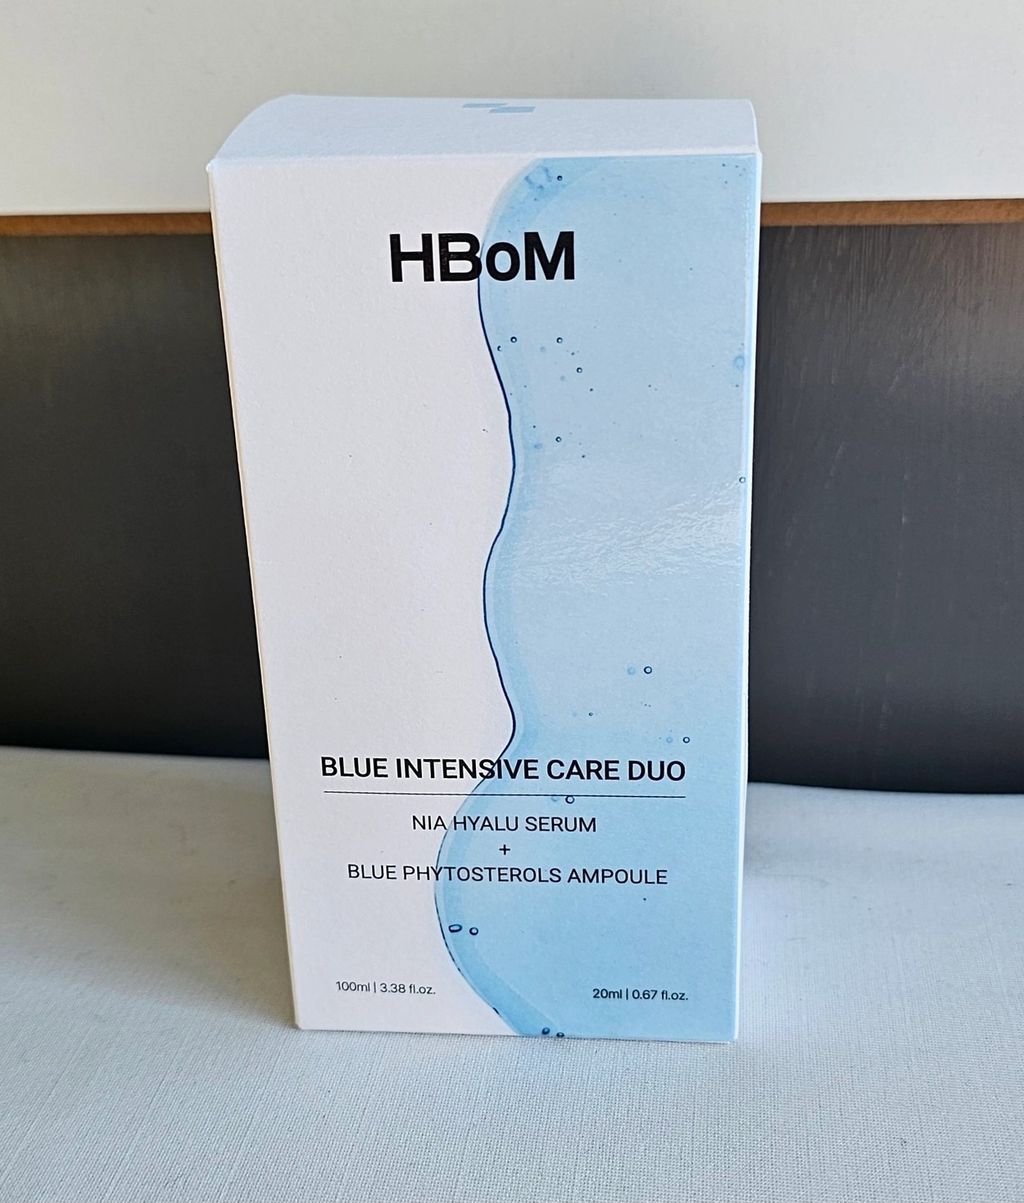 HBoM
BLUE INTENSIVE CARE DUO
NIA HYALU SERUM
+
BLUE PHYTOSTEROLS AMPOULE
100ml | 3.38 fl.oz.
20ml | 0.67 fl.oz.